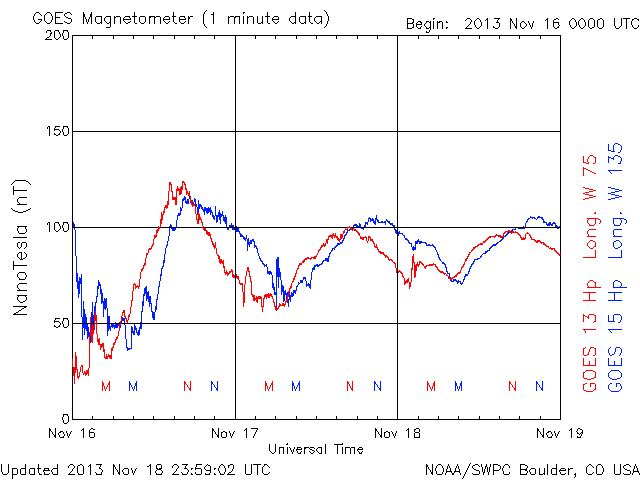 GOES Magnetometer (1 minute data)
Begin: 2013 Nov 16 0000 UTC
200
150
100
50
0
NanoTesla (nT)
M M N N M M N N M M N N
Nov 16 Nov 17 Nov 18 Nov 19
Universal Time
GOES 13 Hp Long. W 75
GOES 15 Hp Long. W 135
Updated 2013 Nov 18 23:59:02 UTC
NOAA/SWPC Boulder, CO USA